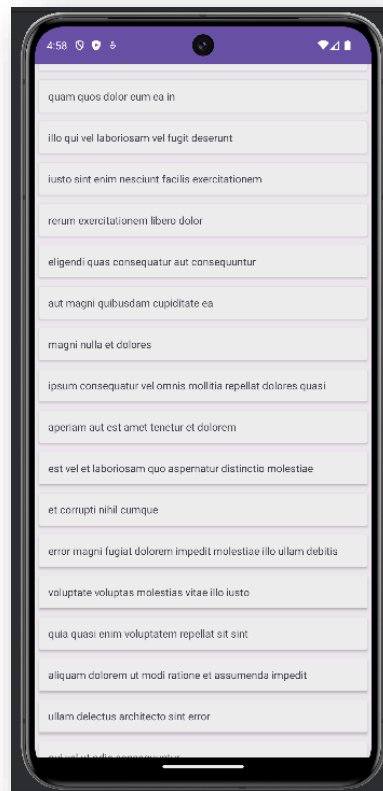 4:58
quam quos dolor eum ea in
illo qui vel laboriosam vel fugit deserunt
iusto sint enim nesciunt facilis exercitationem
rerum exercitationem libero dolor
eligendi quas consequatur aut consequuntur
aut magni quibusdam cupiditate ea
magni nulla et dolores
ipsum consequatur vel omnis mollitia repellat dolores quasi
aperiam aut est amet tenetur et dolorem
est vel et laboriosam quo aspernatur distinctio molestiae
et corrupti nihil cumque
error magni fugiat dolorem impedit molestiae illo ullam debitis
voluptate voluptas molestias vitae illo iusto
quia quasi enim voluptatem repellat sit sint
aliquam dolorem ut modi ratione et assumenda impedit
ullam delectus architecto sint error